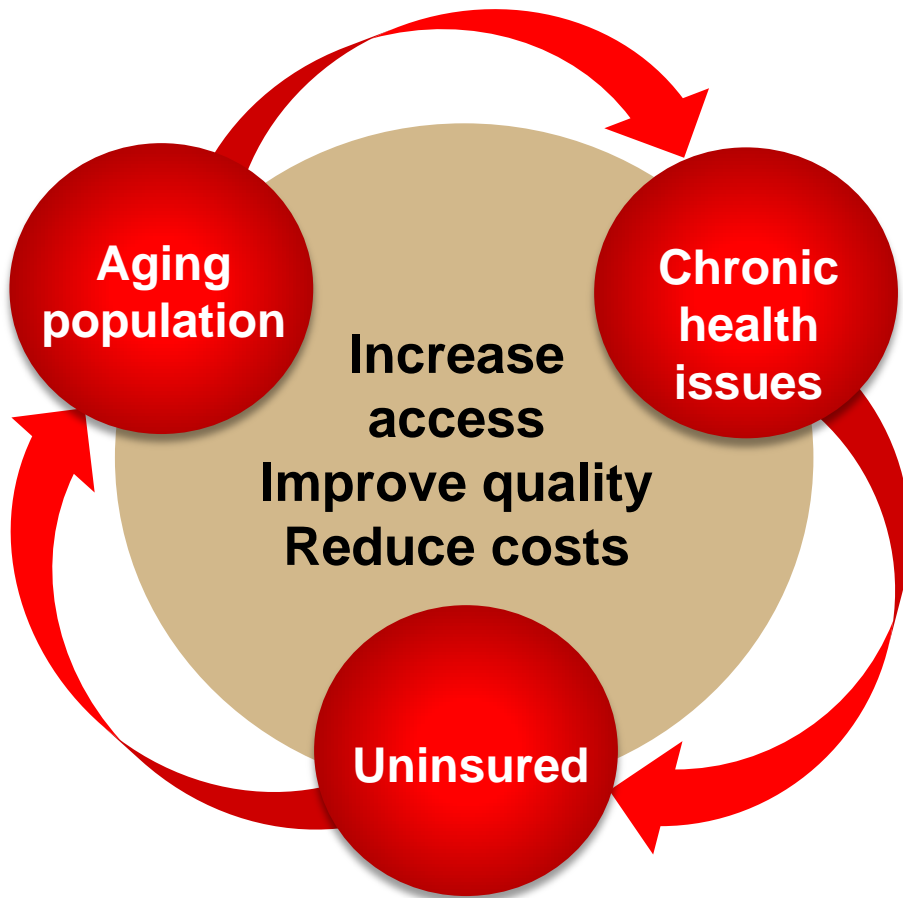 Aging
population
Chronic
health
issues
Increase
access
Improve quality
Reduce costs
Uninsured